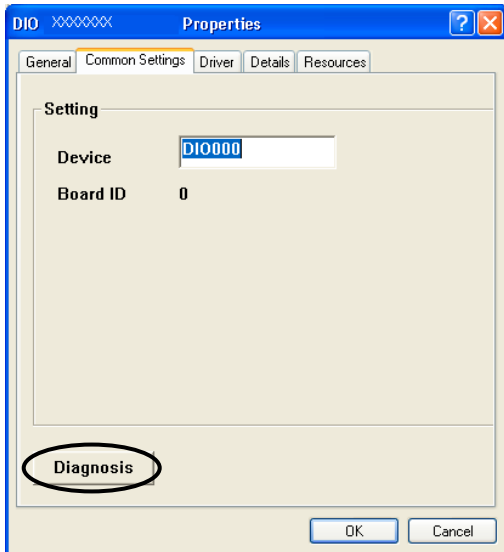 DIO XXXXXXX Properties
General Common Settings Driver Details Resources
Setting
Device DIO000
Board ID 0
Diagnosis
OK Cancel